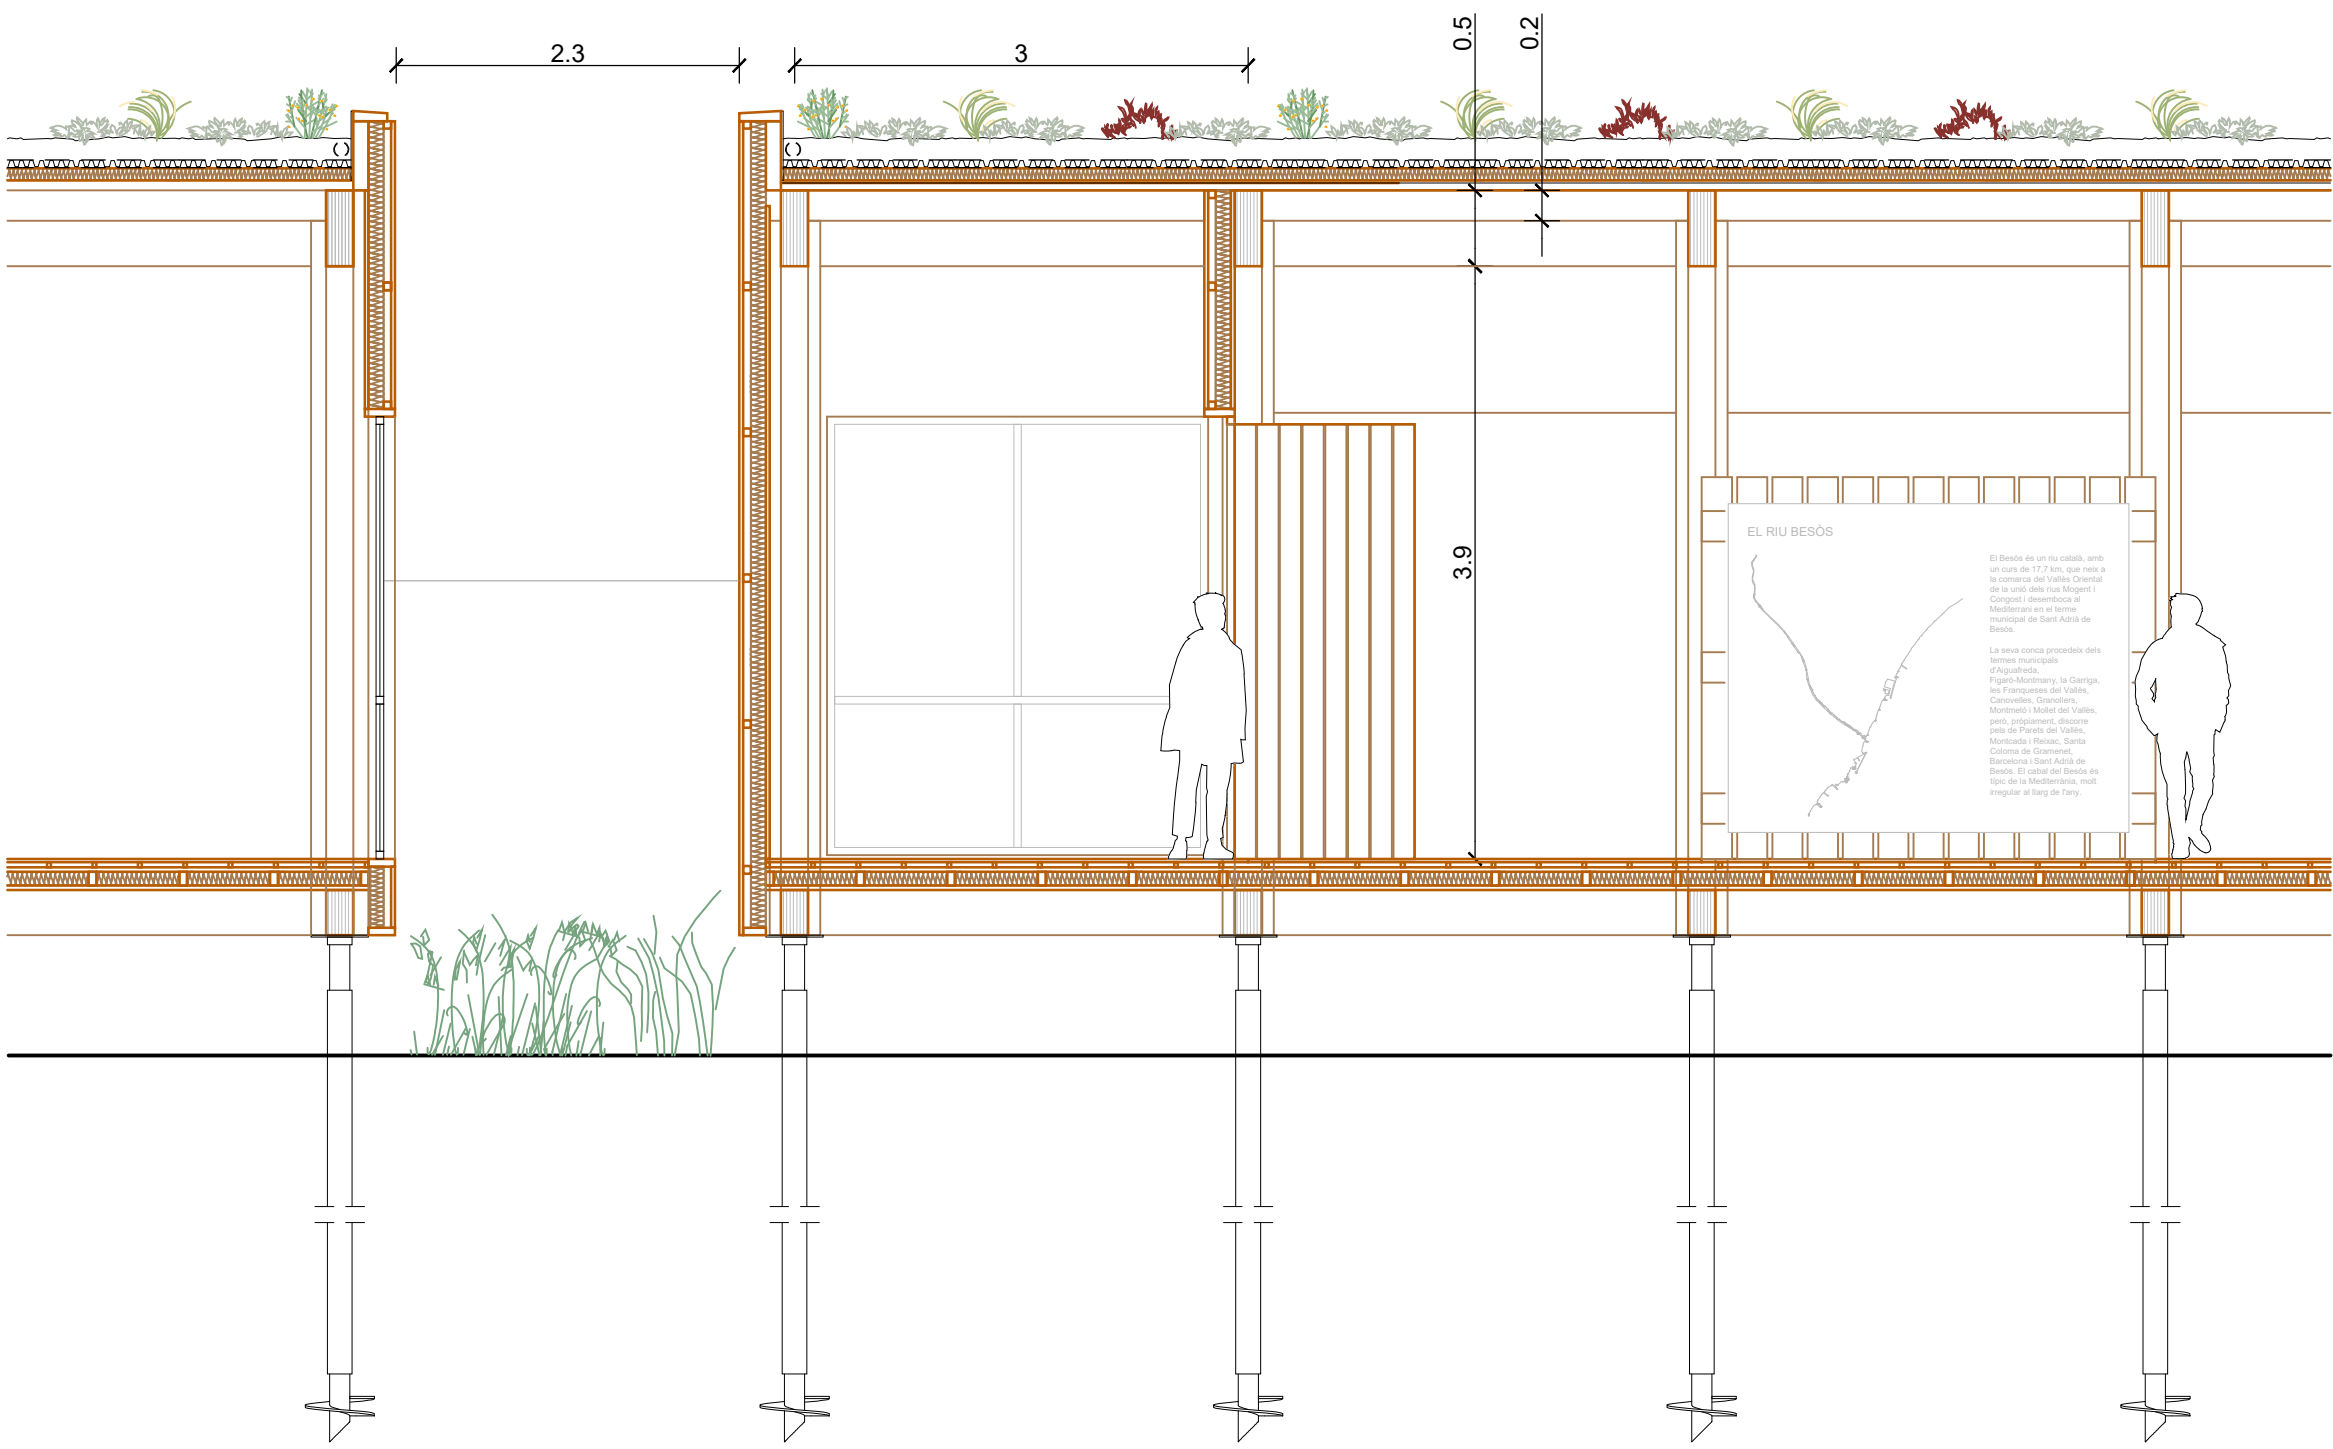 2.3
3
0.5
0.2
3.9
EL RIU BESÒS
El Besòs és un riu català, amb
un curs de 17,7 km, que neix a
la comarca del Vallès Oriental
de la unió dels rius Mogent i
Congost i desemboca al
Mediterrani en el terme
municipal de Sant Adrià de
Besòs.
La seva conca procedeix dels
termes municipals
d'Aiguafreda,
Figaró-Montmany, la Garriga,
les Franqueses del Vallès,
Canovelles, Granollers,
Montmeló i Mollet del Vallès,
però, pròpiament, discorre
pels de Parets del Vallès,
Montcada i Reixac, Santa
Coloma de Gramenet,
Barcelona i Sant Adrià de
Besòs. El cabal del Besòs és
típic de la Mediterrània, molt
irregular al llarg de l'any.